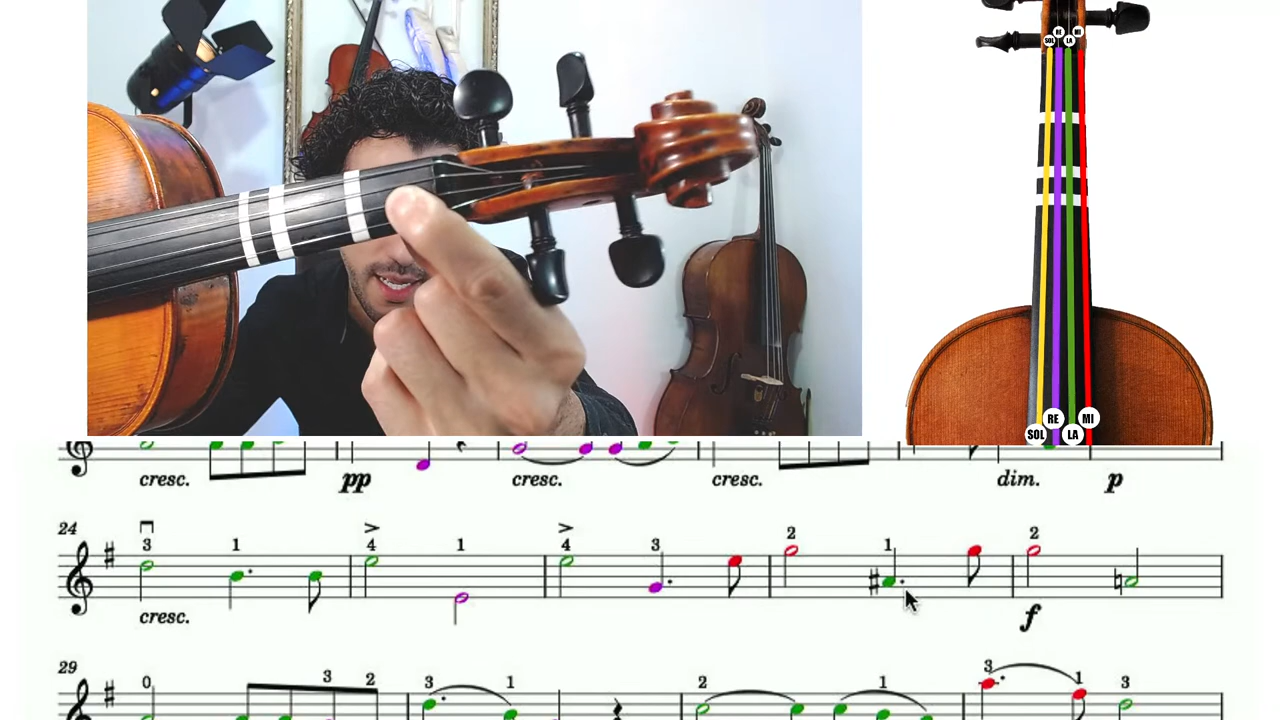 SOL RE LA MI
SOL RE LA MI
cresc. pp cresc. cresc. dim. p
24
3 1 4 1 4 3 2 1 2
cresc. f
29
0 3 2 3 1 2 1 3 1 3